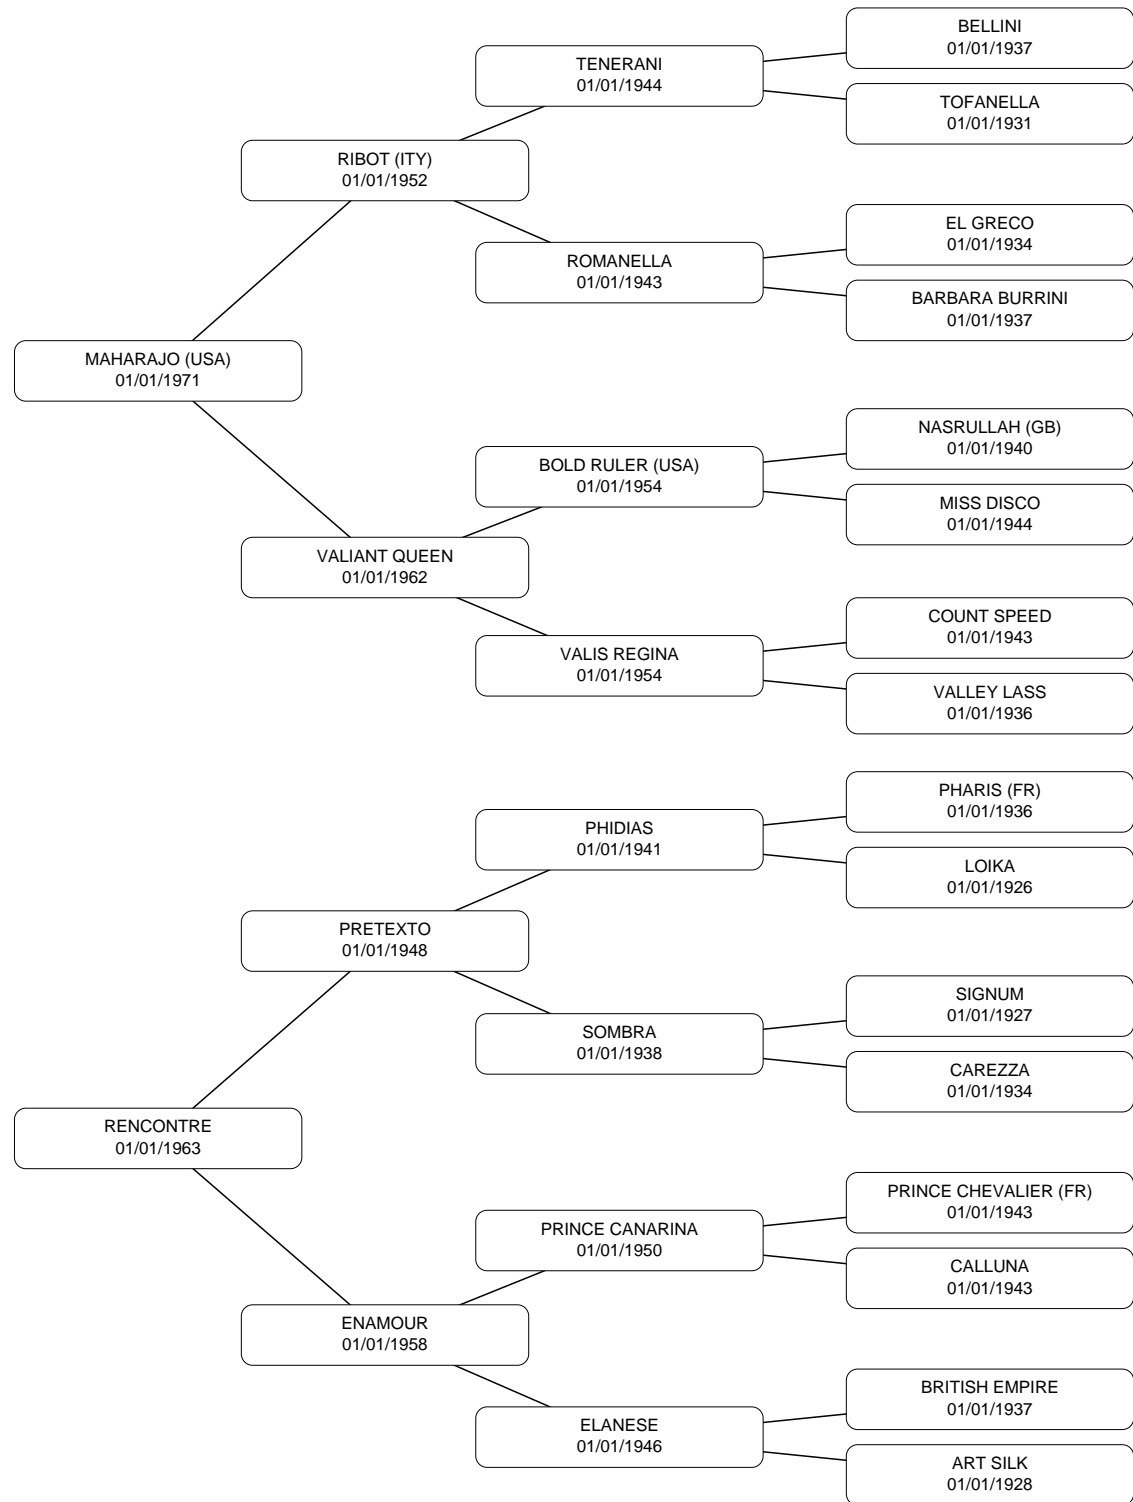 BELLINI
01/01/1937
TENERANI
01/01/1944
TOFANELLA
01/01/1931
RIBOT (ITY)
01/01/1952
EL GRECO
01/01/1934
ROMANELLA
01/01/1943
BARBARA BURRINI
01/01/1937
MAHARAJO (USA)
01/01/1971
NASRULLAH (GB)
01/01/1940
BOLD RULER (USA)
01/01/1954
MISS DISCO
01/01/1944
VALIANT QUEEN
01/01/1962
COUNT SPEED
01/01/1943
VALIS REGINA
01/01/1954
VALLEY LASS
01/01/1936
PHARIS (FR)
01/01/1936
PHIDIAS
01/01/1941
LOIKA
01/01/1926
PRETEXTO
01/01/1948
SIGNUM
01/01/1927
SOMBRA
01/01/1938
CAREZZA
01/01/1934
RENCONTRE
01/01/1963
PRINCE CHEVALIER (FR)
01/01/1943
PRINCE CANARINA
01/01/1950
CALLUNA
01/01/1943
ENAMOUR
01/01/1958
BRITISH EMPIRE
01/01/1937
ELANESE
01/01/1946
ART SILK
01/01/1928